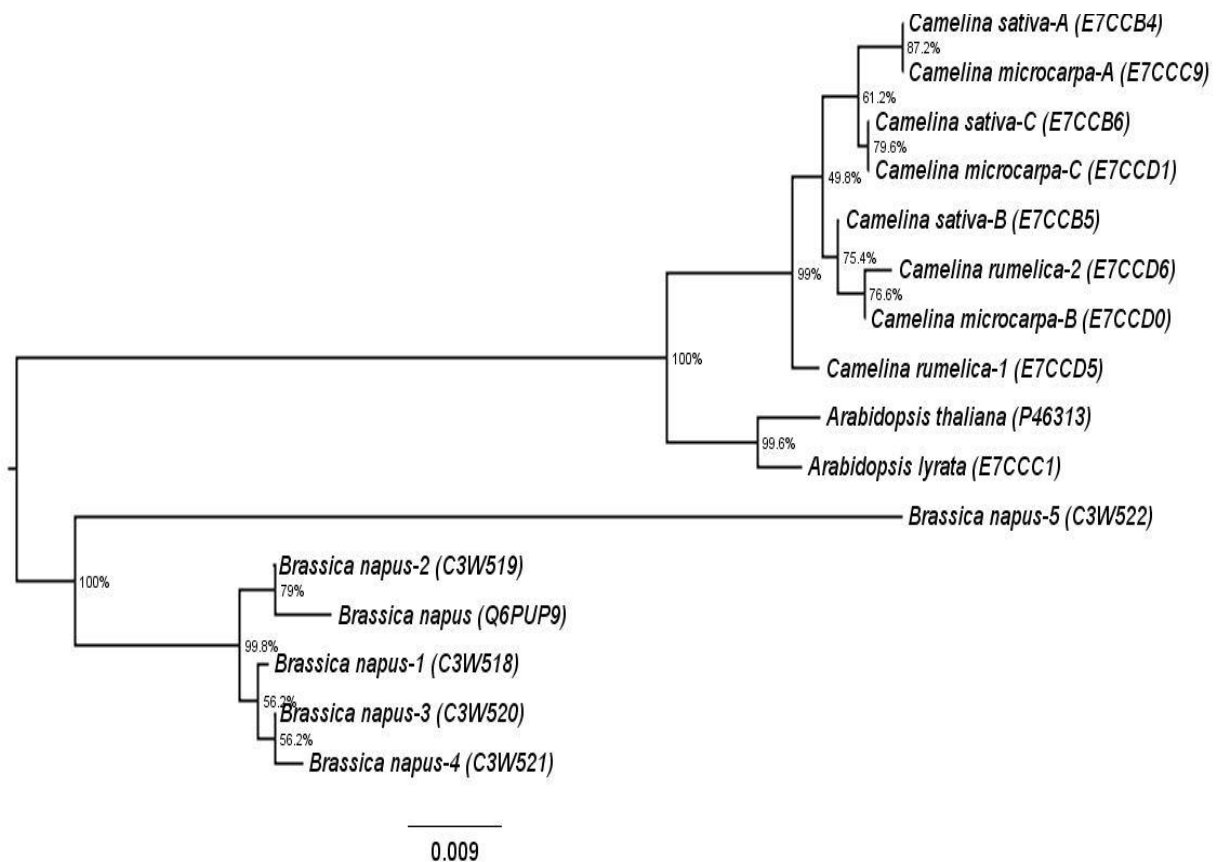 Camelina sativa-A (E7CCB4)
87.2%
Camelina microcarpa-A (E7CCC9)
61.2%
Camelina sativa-C (E7CCB6)
79.6%
Camelina microcarpa-C (E7CCD1)
49.8%
Camelina sativa-B (E7CCB5)
75.4%
Camelina rumelica-2 (E7CCD6)
99%
76.6%
Camelina microcarpa-B (E7CCD0)
100%
Camelina rumelica-1 (E7CCD5)
Arabidopsis thaliana (P46313)
99.6%
Arabidopsis lyrata (E7CCC1)
Brassica napus-5 (C3W522)
Brassica napus-2 (C3W519)
100%
79%
Brassica napus (Q6PUP9)
99.8%
Brassica napus-1 (C3W518)
56.2%
Brassica napus-3 (C3W520)
56.2%
Brassica napus-4 (C3W521)
0.009